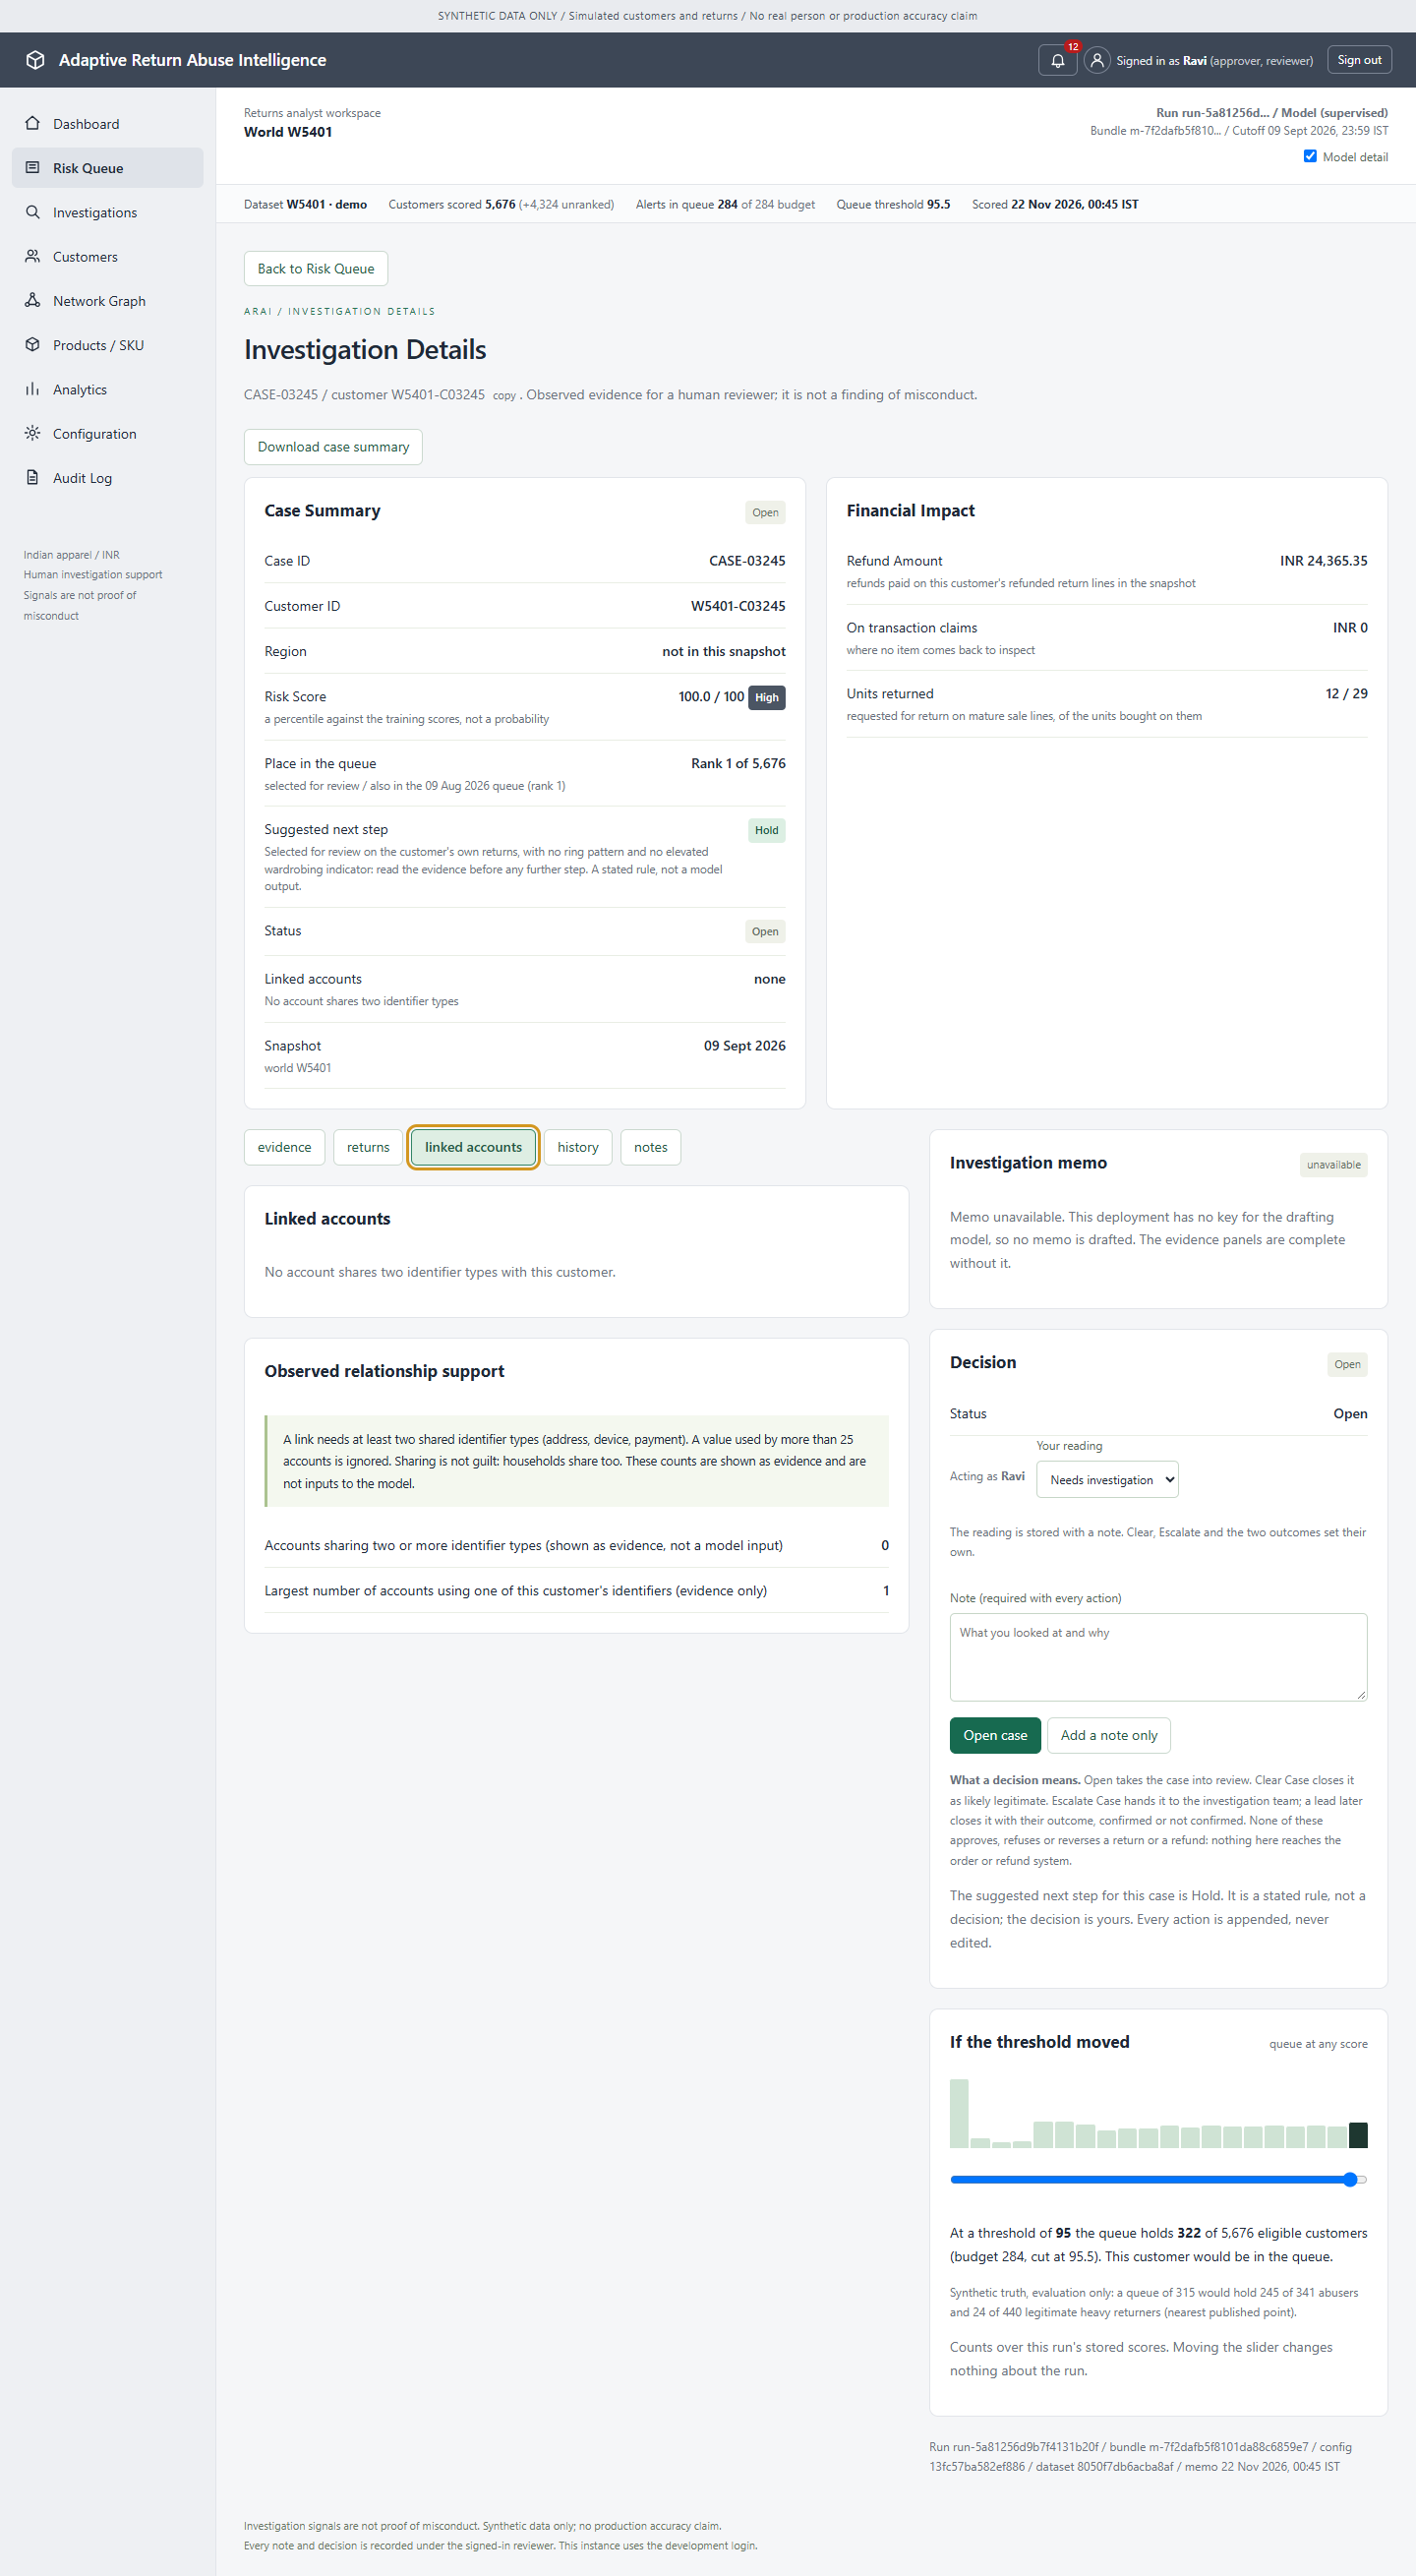 SYNTHETIC DATA ONLY / Simulated customers and returns / No real person or production accuracy claim
Adaptive Return Abuse Intelligence
12
Signed in as Ravi (approver, reviewer)
Sign out
Dashboard
Risk Queue
Investigations
Customers
Network Graph
Products / SKU
Analytics
Configuration
Audit Log
Indian apparel / INR
Human investigation support
Signals are not proof of
misconduct
Returns analyst workspace
World W5401
Run run-5a81256d... / Model (supervised)
Bundle m-7f2dafb5f810... / Cutoff 09 Sept 2026, 23:59 IST
Model detail
Dataset W5401 · demo
Customers scored 5,676 (+4,324 unranked)
Alerts in queue 284 of 284 budget
Queue threshold 95.5
Scored 22 Nov 2026, 00:45 IST
Back to Risk Queue
ARAI / INVESTIGATION DETAILS
Investigation Details
CASE-03245 / customer W5401-C03245 copy . Observed evidence for a human reviewer; it is not a finding of misconduct.
Download case summary
Case Summary
Open
Case ID
CASE-03245
Customer ID
W5401-C03245
Region
not in this snapshot
Risk Score
100.0 / 100 High
a percentile against the training scores, not a probability
Place in the queue
Rank 1 of 5,676
selected for review / also in the 09 Aug 2026 queue (rank 1)
Suggested next step
Hold
Selected for review on the customer's own returns, with no ring pattern and no elevated
wardrobing indicator: read the evidence before any further step. A stated rule, not a model
output.
Status
Open
Linked accounts
none
No account shares two identifier types
Snapshot
09 Sept 2026
world W5401
Financial Impact
Refund Amount
INR 24,365.35
refunds paid on this customer's refunded return lines in the snapshot
On transaction claims
INR 0
where no item comes back to inspect
Units returned
12 / 29
requested for return on mature sale lines, of the units bought on them
evidence
returns
linked accounts
history
notes
Linked accounts
No account shares two identifier types with this customer.
Observed relationship support
A link needs at least two shared identifier types (address, device, payment). A value used by more than 25
accounts is ignored. Sharing is not guilt: households share too. These counts are shown as evidence and are
not inputs to the model.
Accounts sharing two or more identifier types (shown as evidence, not a model input)
0
Largest number of accounts using one of this customer's identifiers (evidence only)
1
Investigation memo
unavailable
Memo unavailable. This deployment has no key for the drafting
model, so no memo is drafted. The evidence panels are complete
without it.
Decision
Open
Status
Open
Your reading
Acting as Ravi
Needs investigation
The reading is stored with a note. Clear, Escalate and the two outcomes set their
own.
Note (required with every action)
What you looked at and why
Open case
Add a note only
What a decision means. Open takes the case into review. Clear Case closes it
as likely legitimate. Escalate Case hands it to the investigation team; a lead later
closes it with their outcome, confirmed or not confirmed. None of these
approves, refuses or reverses a return or a refund: nothing here reaches the
order or refund system.
The suggested next step for this case is Hold. It is a stated rule, not a
decision; the decision is yours. Every action is appended, never
edited.
If the threshold moved
queue at any score
At a threshold of 95 the queue holds 322 of 5,676 eligible customers
(budget 284, cut at 95.5). This customer would be in the queue.
Synthetic truth, evaluation only: a queue of 315 would hold 245 of 341 abusers
and 24 of 440 legitimate heavy returners (nearest published point).
Counts over this run's stored scores. Moving the slider changes
nothing about the run.
Run run-5a81256d9b7f4131b20f / bundle m-7f2dafb5f8101da88c6859e7 / config
13fc57ba582ef886 / dataset 8050f7db6acba8af / memo 22 Nov 2026, 00:45 IST
Investigation signals are not proof of misconduct. Synthetic data only; no production accuracy claim.
Every note and decision is recorded under the signed-in reviewer. This instance uses the development login.